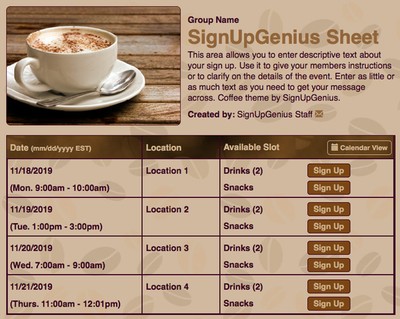 Group Name
SignUpGenius Sheet
This area allows you to enter descriptive text about
your sign up. Use it to give your members instructions
or to clarify on the details of the event. Enter as little or
as much text as you need to get your message
across. Coffee theme by SignUpGenius.
Created by: SignUpGenius Staff
Date (mm/dd/yyyy EST) Location Available Slot Calendar View
11/18/2019 Location 1 Drinks (2) Sign Up
(Mon. 9:00am - 10:00am) Snacks Sign Up
11/19/2019 Location 2 Drinks (2) Sign Up
(Tue. 1:00pm - 3:00pm) Snacks Sign Up
11/20/2019 Location 3 Drinks (2) Sign Up
(Wed. 7:00am - 9:00am) Snacks Sign Up
11/21/2019 Location 4 Drinks (2) Sign Up
(Thurs. 11:00am - 12:01pm) Snacks Sign Up